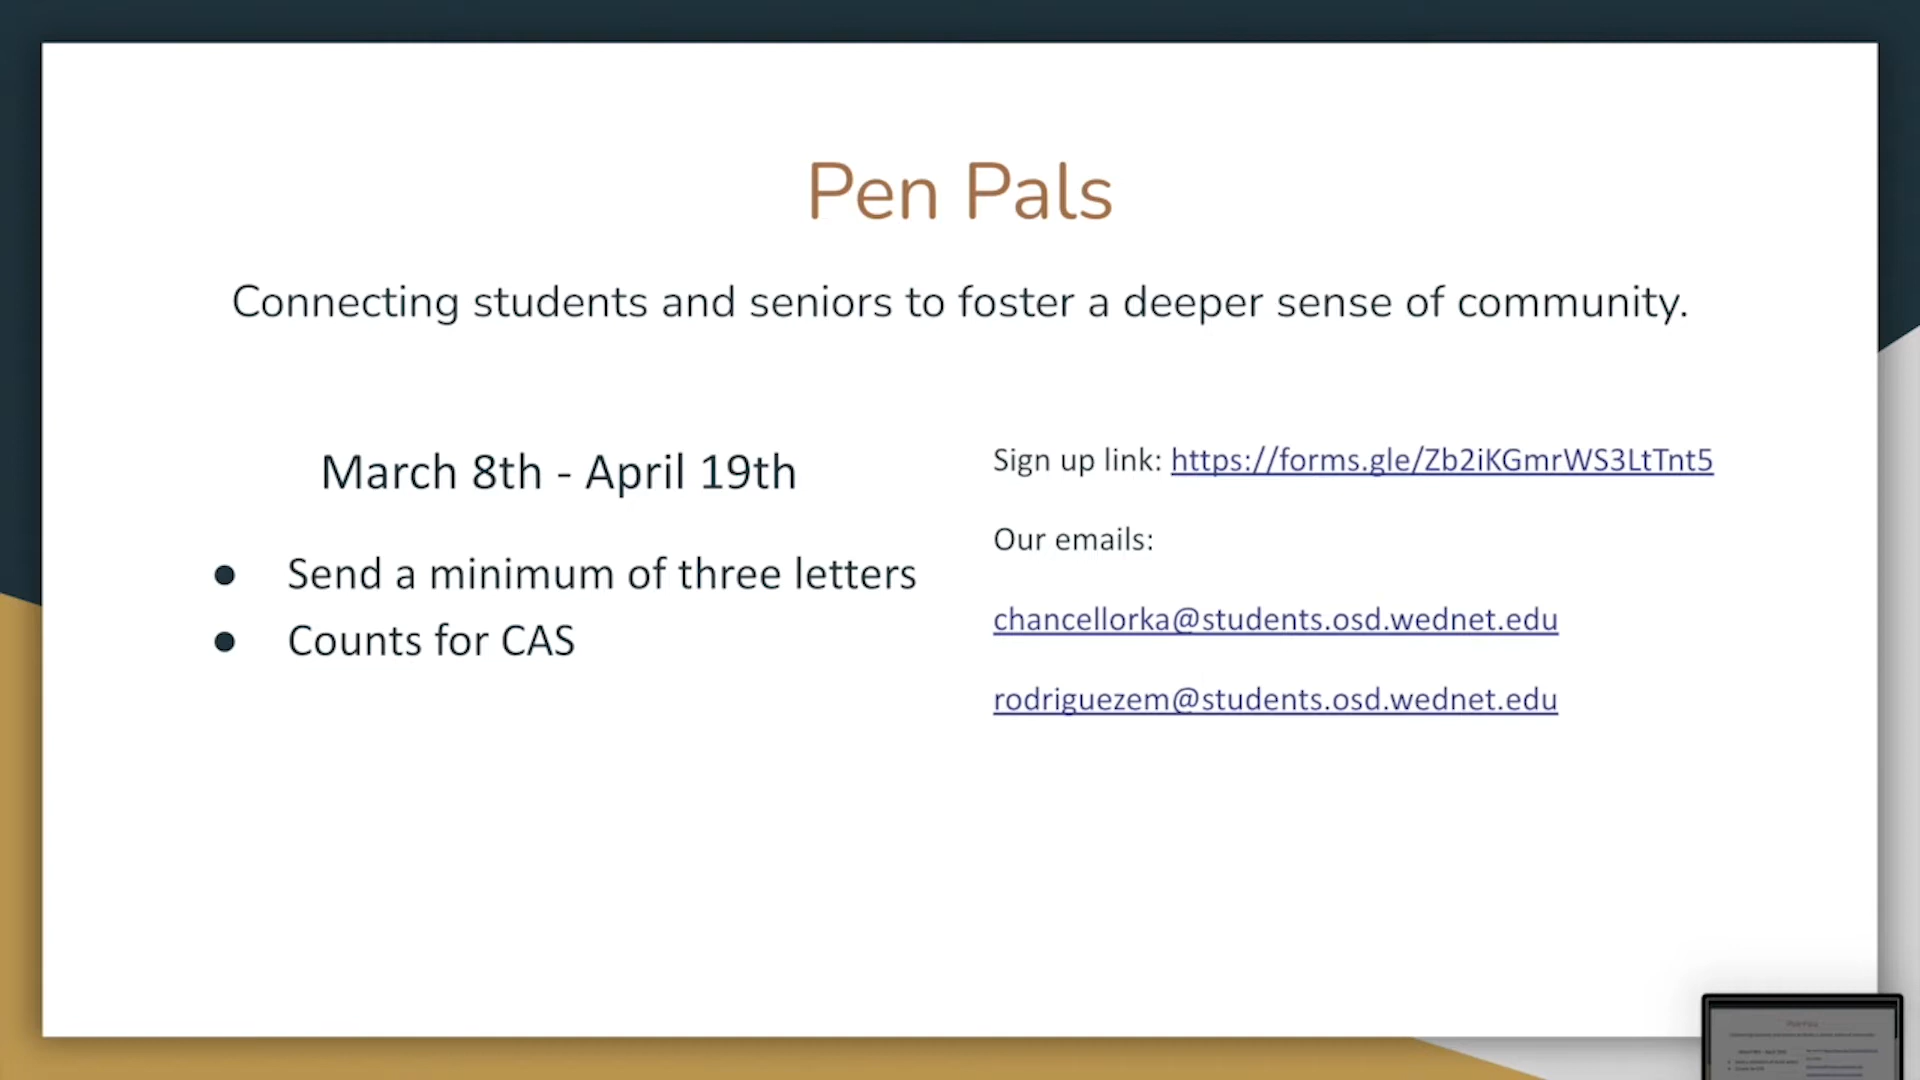 Pen Pals
Connecting students and seniors to foster a deeper sense of community.
March 8th - April 19th
● Send a minimum of three letters
● Counts for CAS
Sign up link: https://forms.gle/Zb2iKGmrWS3LtTnt5
Our emails:
chancellorka@students.osd.wednet.edu
rodriguezem@students.osd.wednet.edu